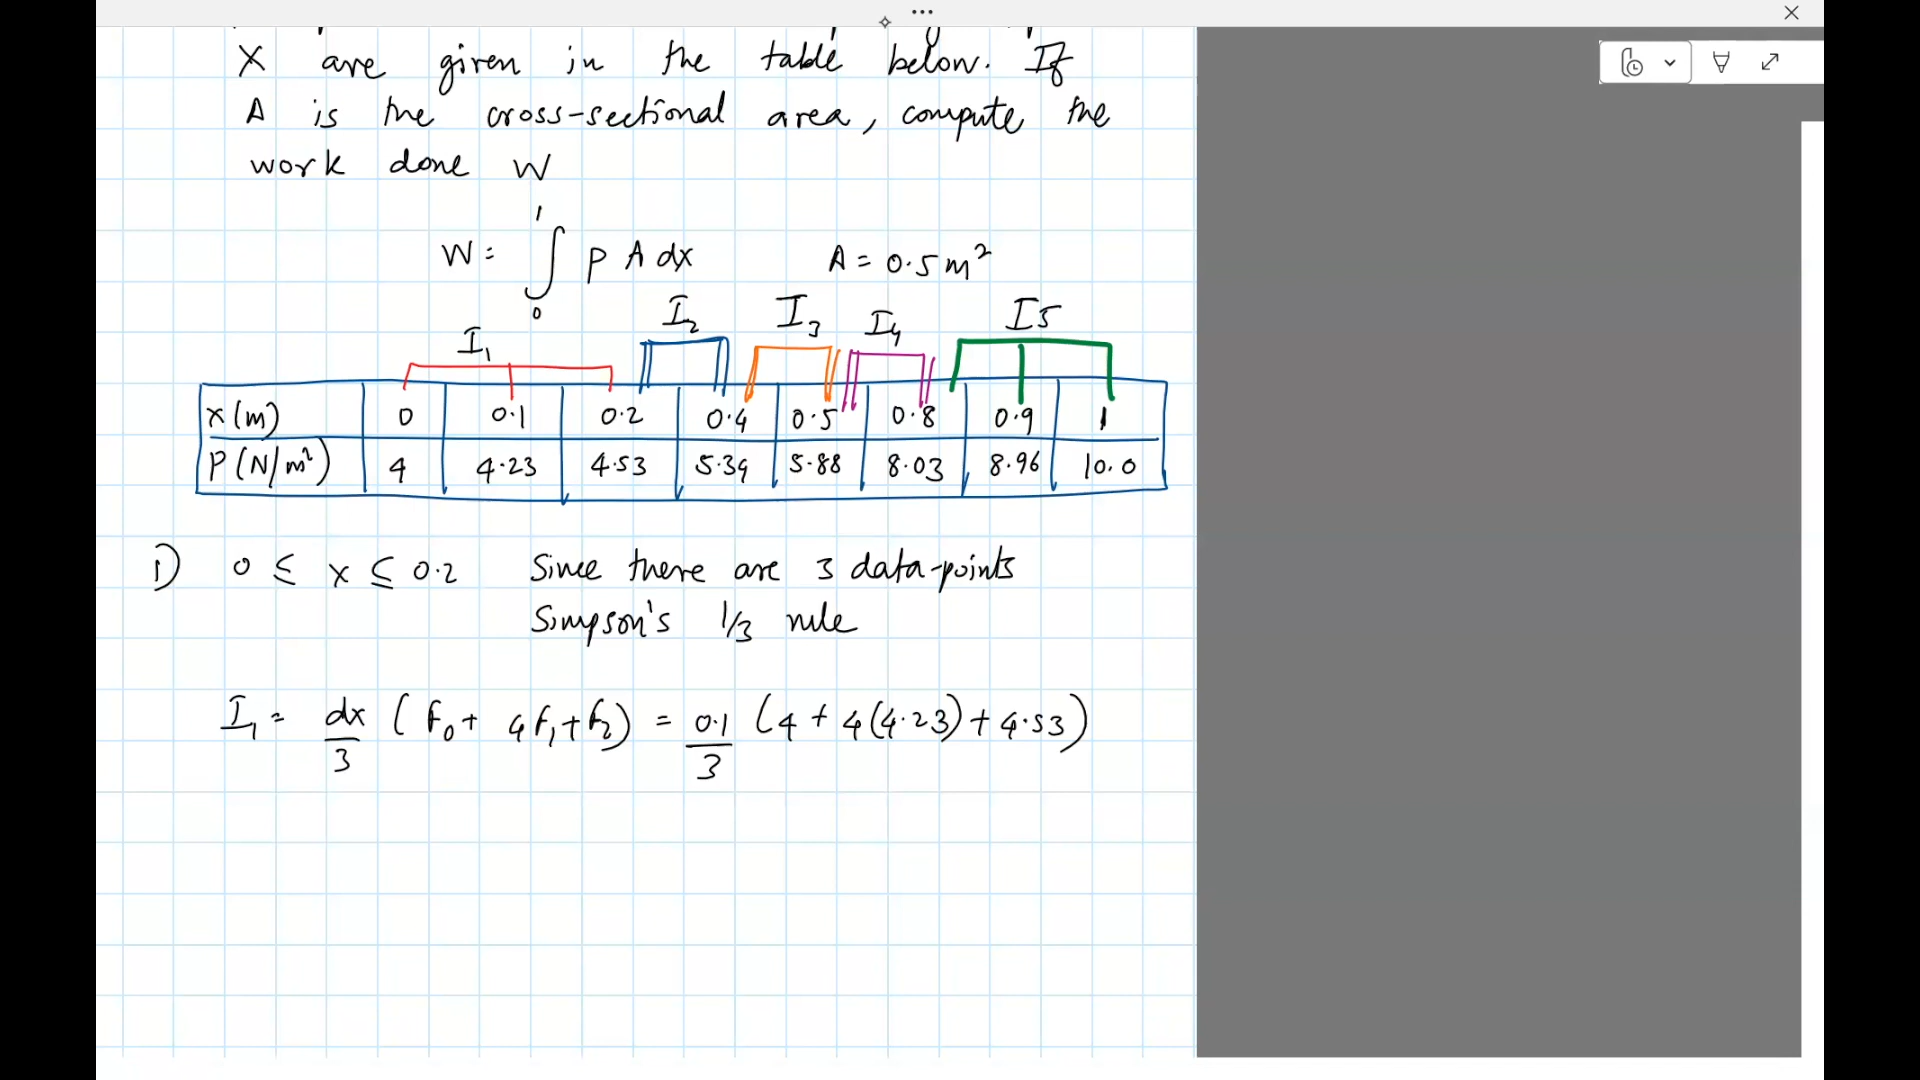 X are given in the table below. If
A is the cross-sectional area, compute the
work done W
W = ∫₀¹ P A dx A = 0.5 m²
I₁ I₂ I₃ I₄ I5
x (m) 0 0.1 0.2 0.4 0.5 0.8 0.9 1
P (N/m²) 4 4.23 4.53 5.39 5.88 8.03 8.96 10.0
1) 0 ≤ x ≤ 0.2 Since there are 3 data-points
Simpson's 1/3 rule
I₁ = dx/3 (f₀ + 4f₁ + f₂) = 0.1/3 (4 + 4(4.23) + 4.53)